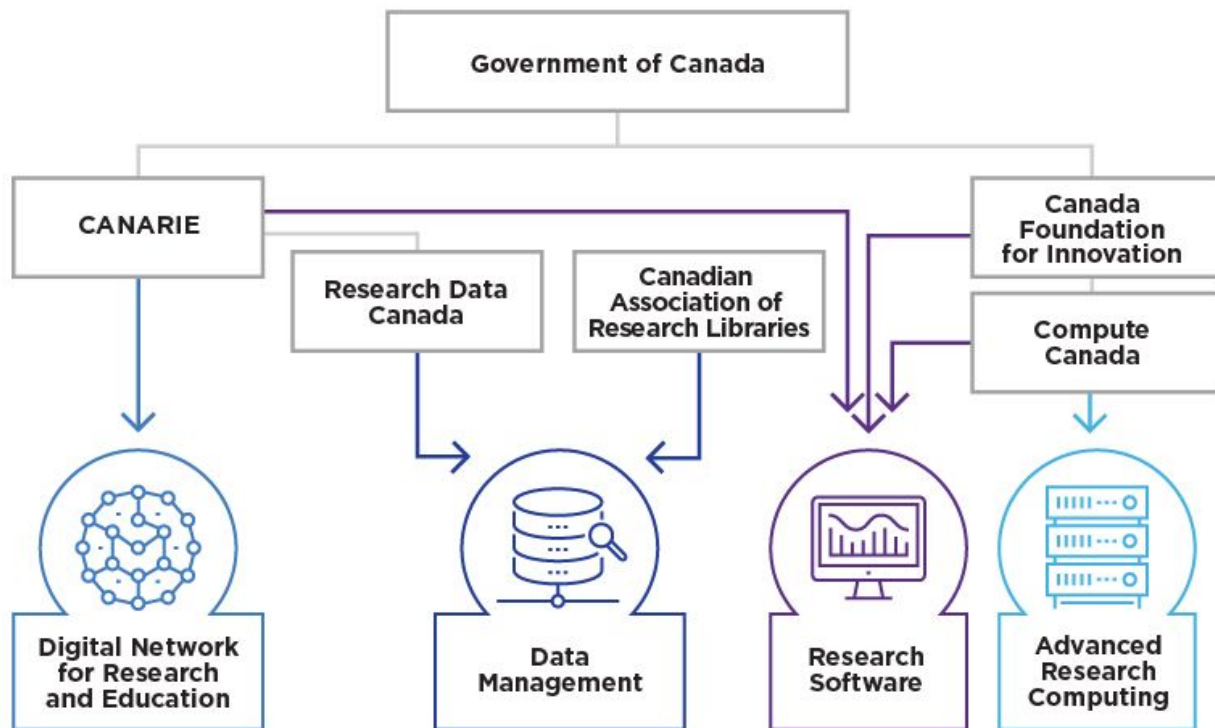 Government of Canada
CANARIE
Canada
Foundation
for Innovation
Research Data
Canada
Canadian
Association of
Research Libraries
Compute
Canada
Digital Network
for Research
and Education
Data
Management
Research
Software
Advanced
Research
Computing